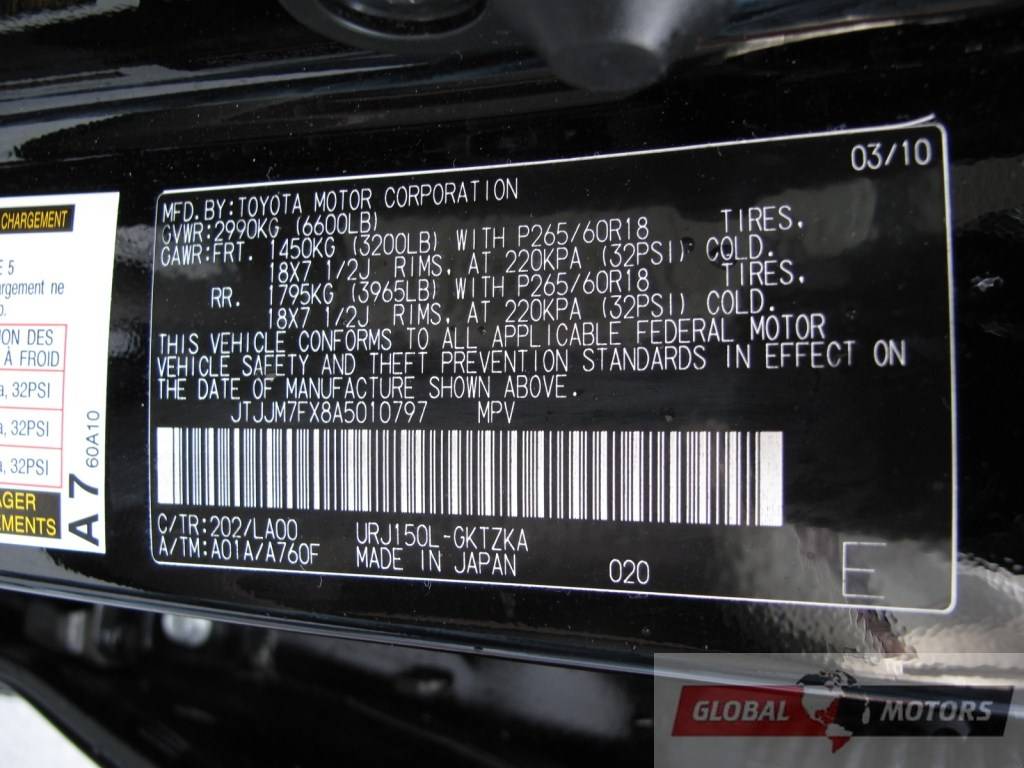 03/10
MFD. BY: TOYOTA MOTOR CORPORATION
GVWR: 2990KG (6600LB)
GAWR: FRT. 1450KG (3200LB) WITH P265/60R18 TIRES.
18X7 1/2J RIMS, AT 220KPA (32PSI) COLD.
RR. 1795KG (3965LB) WITH P265/60R18 TIRES.
18X7 1/2J RIMS, AT 220KPA (32PSI) COLD.
THIS VEHICLE CONFORMS TO ALL APPLICABLE FEDERAL MOTOR
VEHICLE SAFETY AND THEFT PREVENTION STANDARDS IN EFFECT ON
THE DATE OF MANUFACTURE SHOWN ABOVE.
JTJJM7FX8A5010797 MPV
C/TR: 202/LA00 URJ150L-GKTZKA
A/TM: A01A/A760F MADE IN JAPAN 020 E
CHARGEMENT
E 5
argement ne
ION DES
À FROID
a, 32PSI
a, 32PSI
a, 32PSI
AGER
EMENTS
A7 60A10
GLOBAL MOTORS